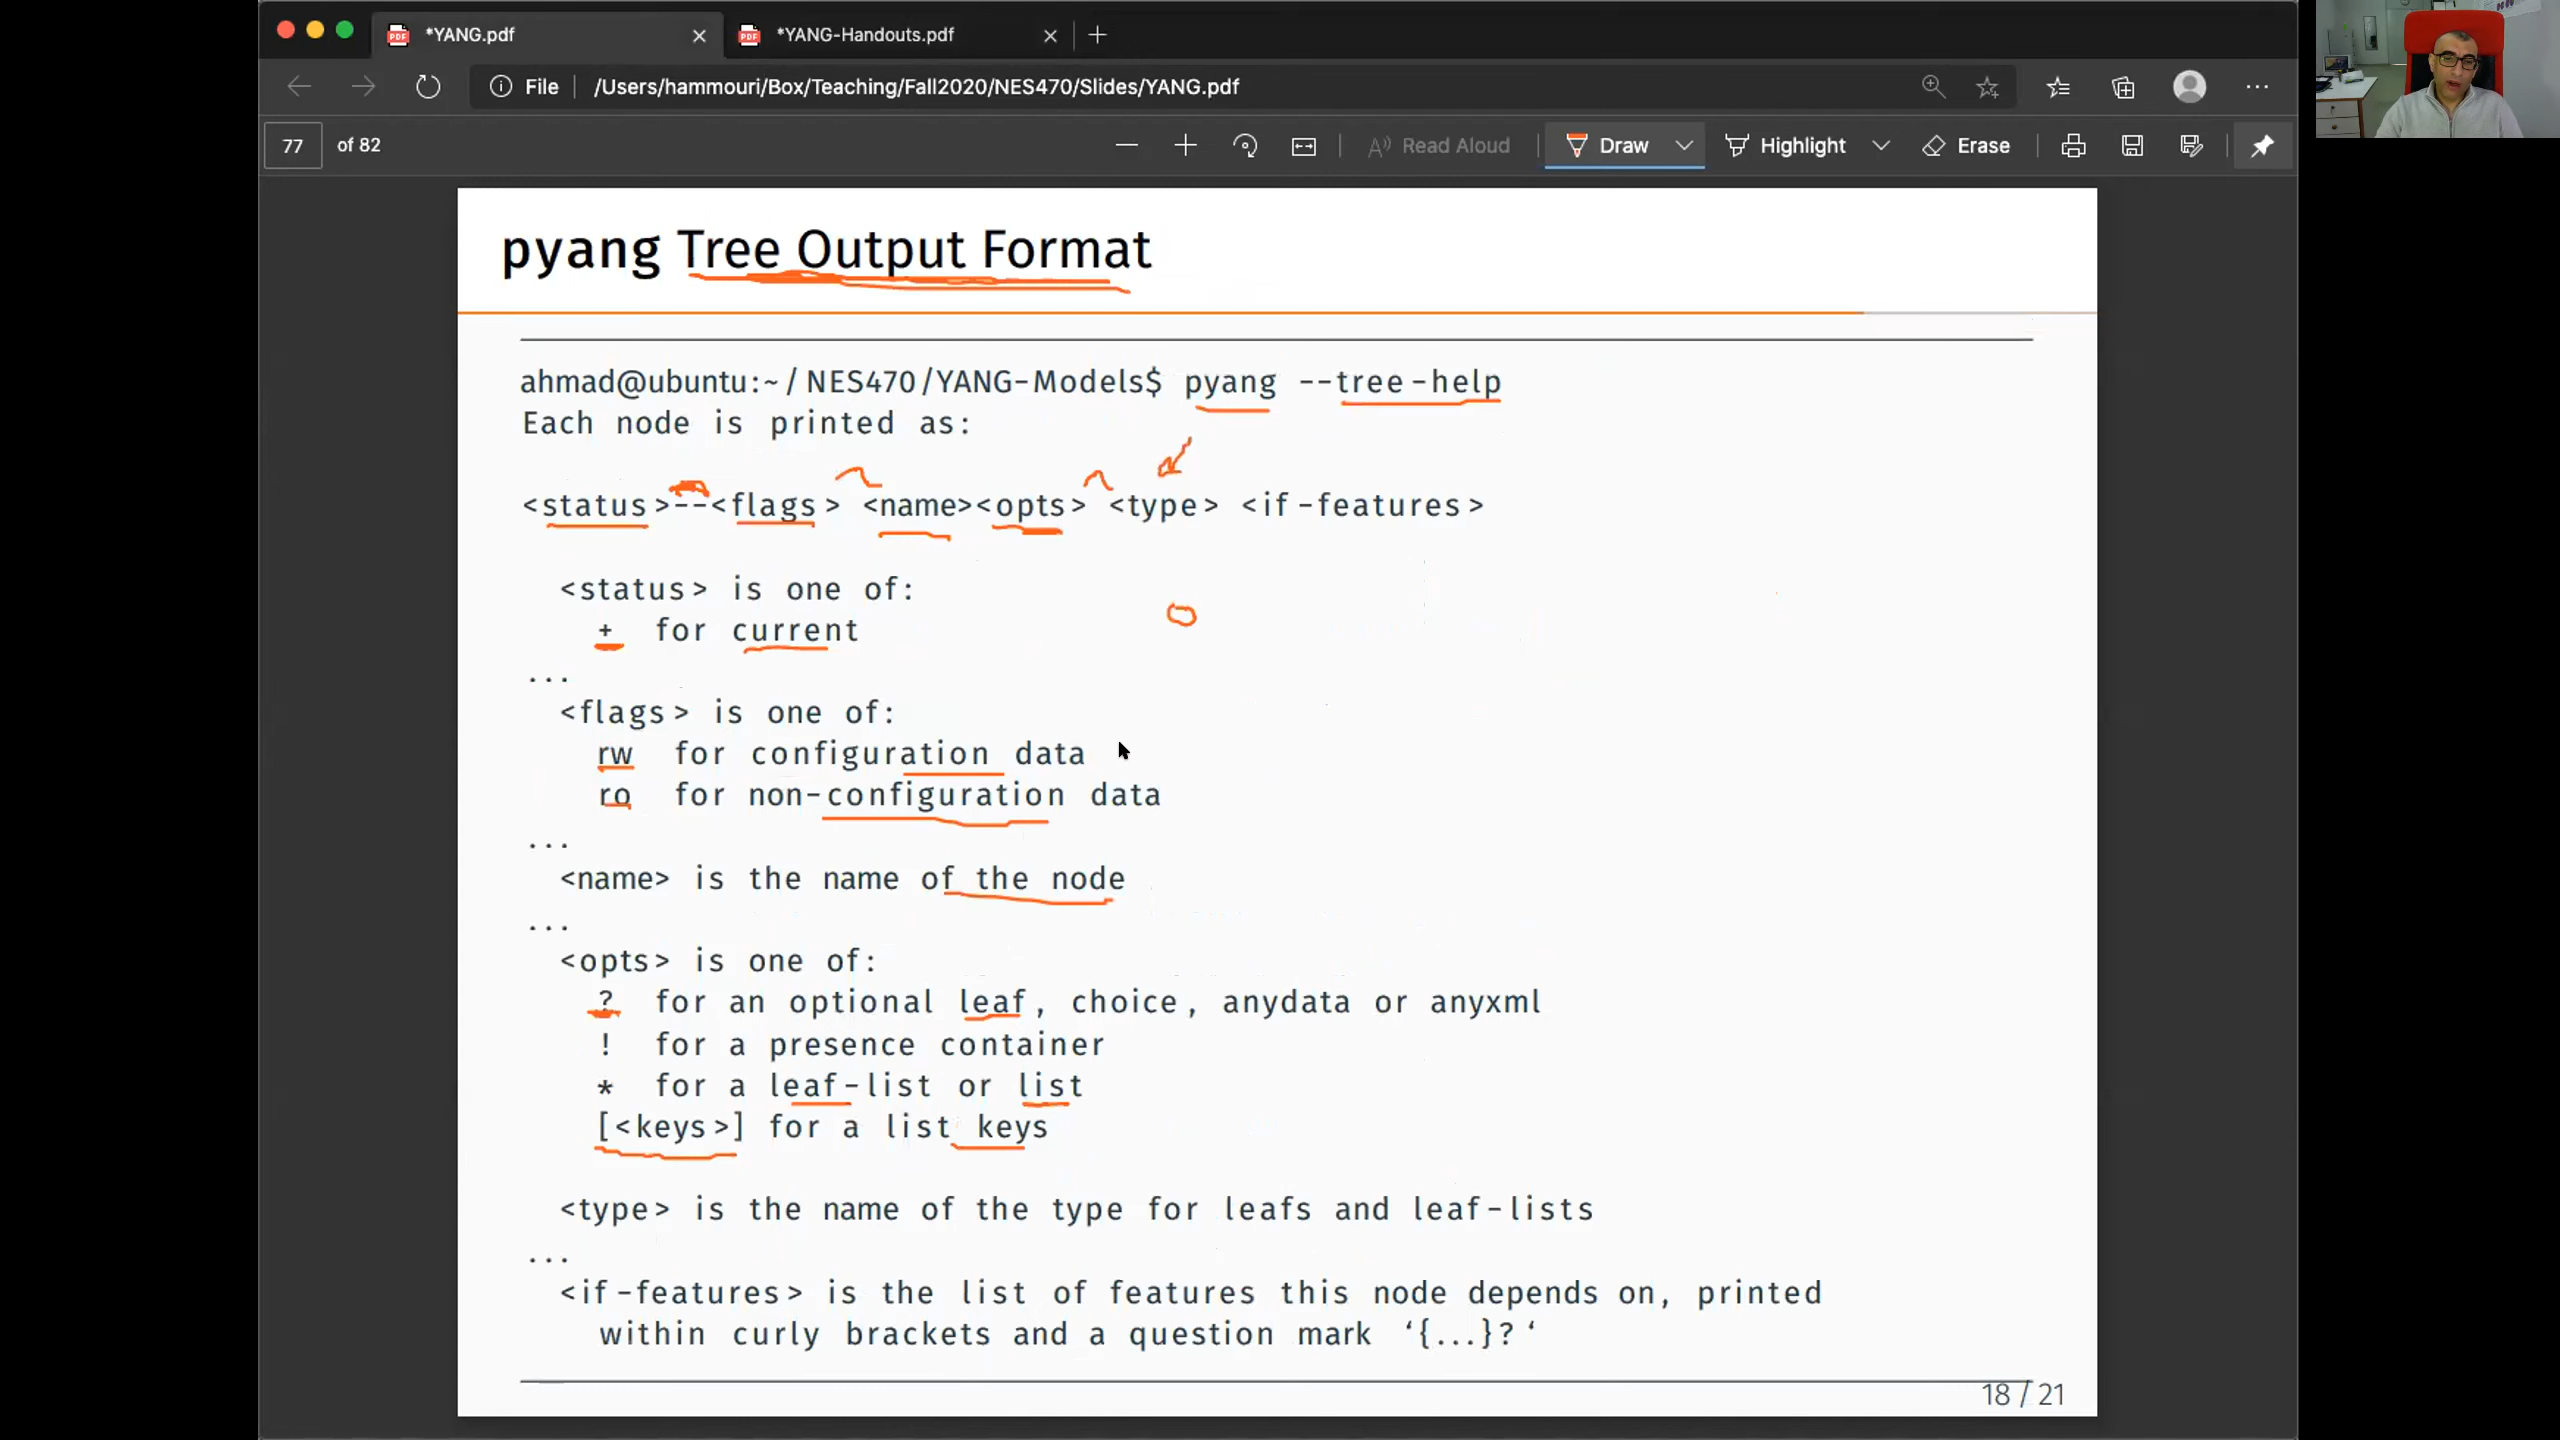 *YANG.pdf
*YANG-Handouts.pdf
File /Users/hammouri/Box/Teaching/Fall2020/NES470/Slides/YANG.pdf
77 of 82
Read Aloud
Draw
Highlight
Erase
pyang Tree Output Format
ahmad@ubuntu:~/NES470/YANG-Models$ pyang --tree-help
Each node is printed as:
<status>--<flags> <name><opts> <type> <if-features>
<status> is one of:
+ for current
...
<flags> is one of:
rw for configuration data
ro for non-configuration data
...
<name> is the name of the node
...
<opts> is one of:
? for an optional leaf, choice, anydata or anyxml
! for a presence container
* for a leaf-list or list
[<keys>] for a list keys
<type> is the name of the type for leafs and leaf-lists
...
<if-features> is the list of features this node depends on, printed
within curly brackets and a question mark ‘{...}?‘
18 / 21